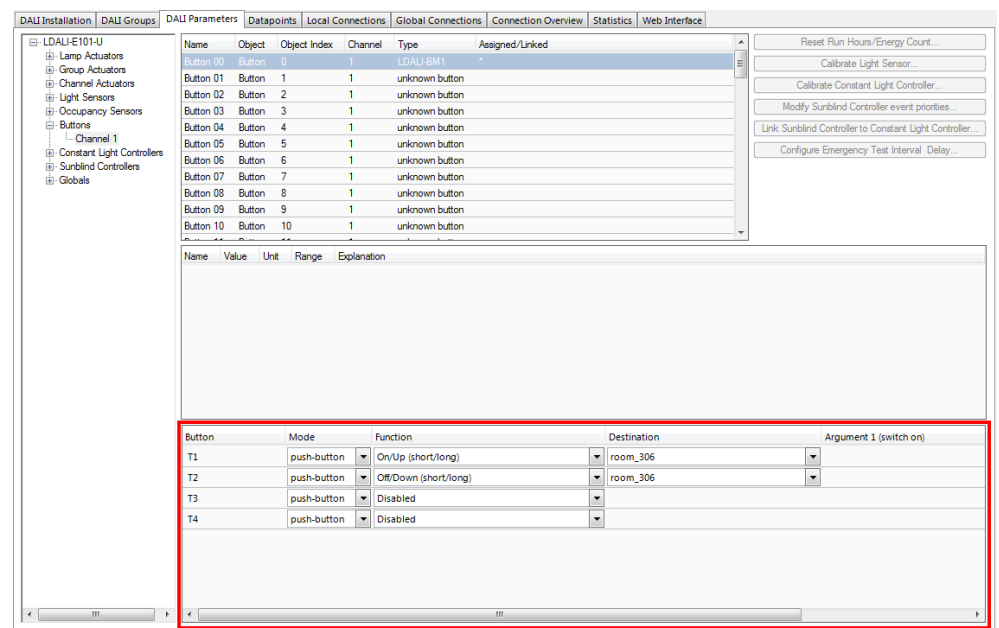 DALI Installation DALI Groups DALI Parameters Datapoints Local Connections Global Connections Connection Overview Statistics Web Interface
LDALI-E101-U
Lamp Actuators
Group Actuators
Channel Actuators
Light Sensors
Occupancy Sensors
Buttons
Channel 1
Constant Light Controllers
Sunblind Controllers
Globals
Name Object Object Index Channel Type Assigned/Linked
Button 00 Button 0 1 LDALI-BM1 *
Button 01 Button 1 1 unknown button
Button 02 Button 2 1 unknown button
Button 03 Button 3 1 unknown button
Button 04 Button 4 1 unknown button
Button 05 Button 5 1 unknown button
Button 06 Button 6 1 unknown button
Button 07 Button 7 1 unknown button
Button 08 Button 8 1 unknown button
Button 09 Button 9 1 unknown button
Button 10 Button 10 1 unknown button
Reset Run Hours/Energy Count...
Calibrate Light Sensor...
Calibrate Constant Light Controller...
Modify Sunblind Controller event priorities...
Link Sunblind Controller to Constant Light Controller...
Configure Emergency Test Interval Delay...
Name Value Unit Range Explanation
Button Mode Function Destination Argument 1 (switch on)
T1 push-button On/Up (short/long) room_306
T2 push-button Off/Down (short/long) room_306
T3 push-button Disabled
T4 push-button Disabled